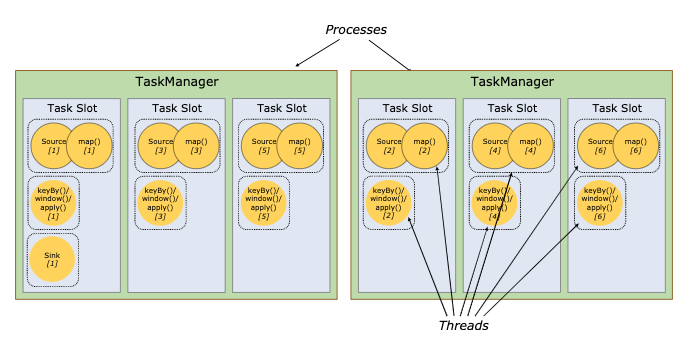 Processes
TaskManager
TaskManager
Task Slot
Task Slot
Task Slot
Task Slot
Task Slot
Task Slot
Source
[1]
map()
[1]
Source
[3]
map()
[3]
Source
[5]
map()
[5]
Source
[2]
map()
[2]
Source
[4]
map()
[4]
Source
[6]
map()
[6]
keyBy()/
window()/
apply()
[1]
keyBy()/
window()/
apply()
[3]
keyBy()/
window()/
apply()
[5]
keyBy()/
window()/
apply()
[2]
keyBy()/
window()/
apply()
[4]
keyBy()/
window()/
apply()
[6]
Sink
[1]
Threads